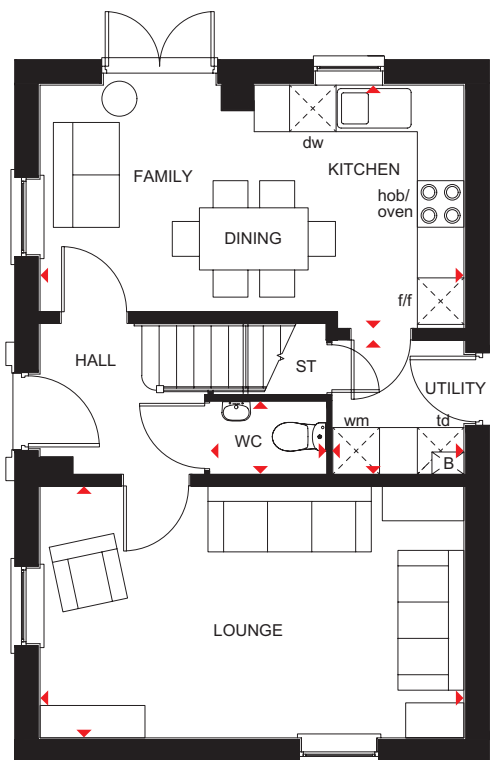 dw
KITCHEN
FAMILY
hob/
oven
DINING
f/f
HALL
ST
UTILITY
WC
wm
td
B
LOUNGE